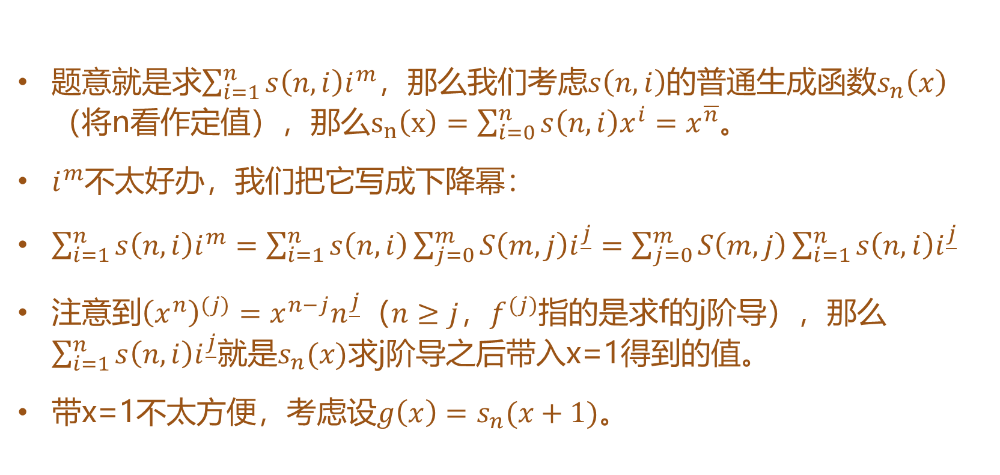 • 题意就是求$\sum_{i=1}^{n} s(n,i)i^m$，那么我们考虑$s(n,i)$的普通生成函数$s_n(x)$
（将n看作定值），那么$\mathrm{s_n(x)} = \sum_{i=0}^{n} s(n,i)x^i = x^{\overline{n}}$。
• $i^m$不太好办，我们把它写成下降幂：
• $\sum_{i=1}^{n} s(n,i)i^m = \sum_{i=1}^{n} s(n,i) \sum_{j=0}^{m} S(m,j)i^{\underline{j}} = \sum_{j=0}^{m} S(m,j) \sum_{i=1}^{n} s(n,i)i^{\underline{j}}$
• 注意到$(x^n)^{(j)} = x^{n-j}n^{\underline{j}}$（$n \geq j$，$f^{(j)}$指的是求f的j阶导），那么
$\sum_{i=1}^{n} s(n,i)i^{\underline{j}}$就是$s_n(x)$求j阶导之后带入x=1得到的值。
• 带x=1不太方便，考虑设$g(x) = s_n(x+1)$。